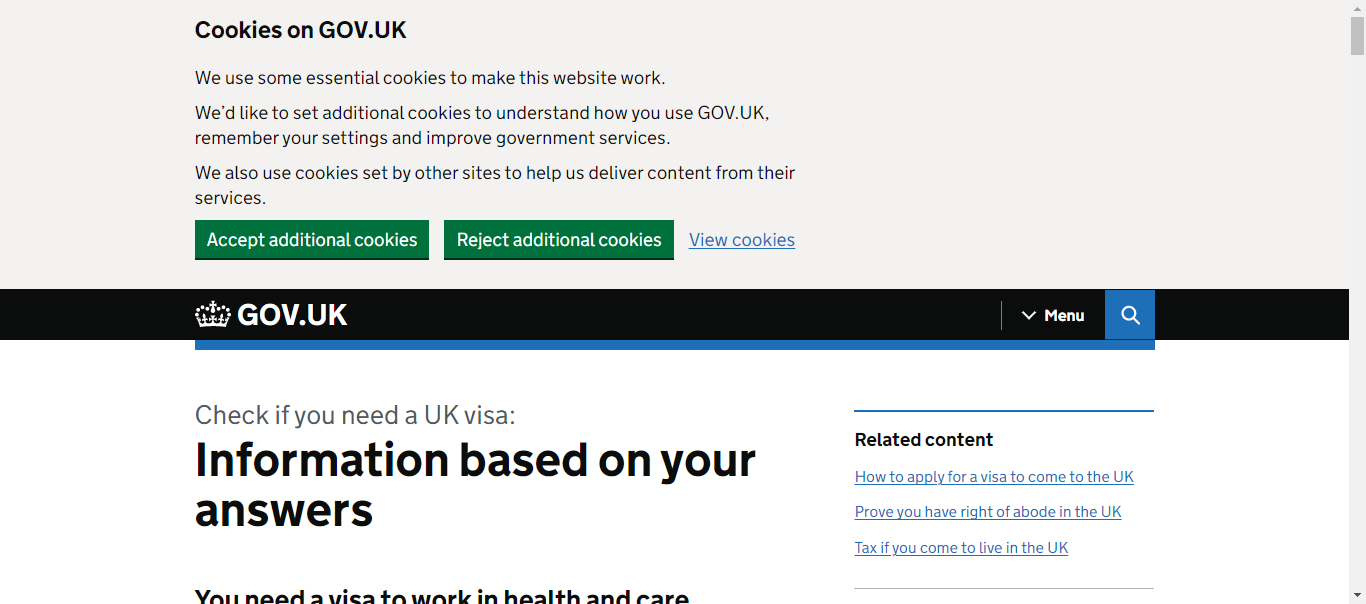 Cookies on GOV.UK
We use some essential cookies to make this website work.
We’d like to set additional cookies to understand how you use GOV.UK,
remember your settings and improve government services.
We also use cookies set by other sites to help us deliver content from their
services.
Accept additional cookies
Reject additional cookies
View cookies
GOV.UK
Menu
Check if you need a UK visa:
Information based on your
answers
You need a visa to work in health and care
Related content
How to apply for a visa to come to the UK
Prove you have right of abode in the UK
Tax if you come to live in the UK